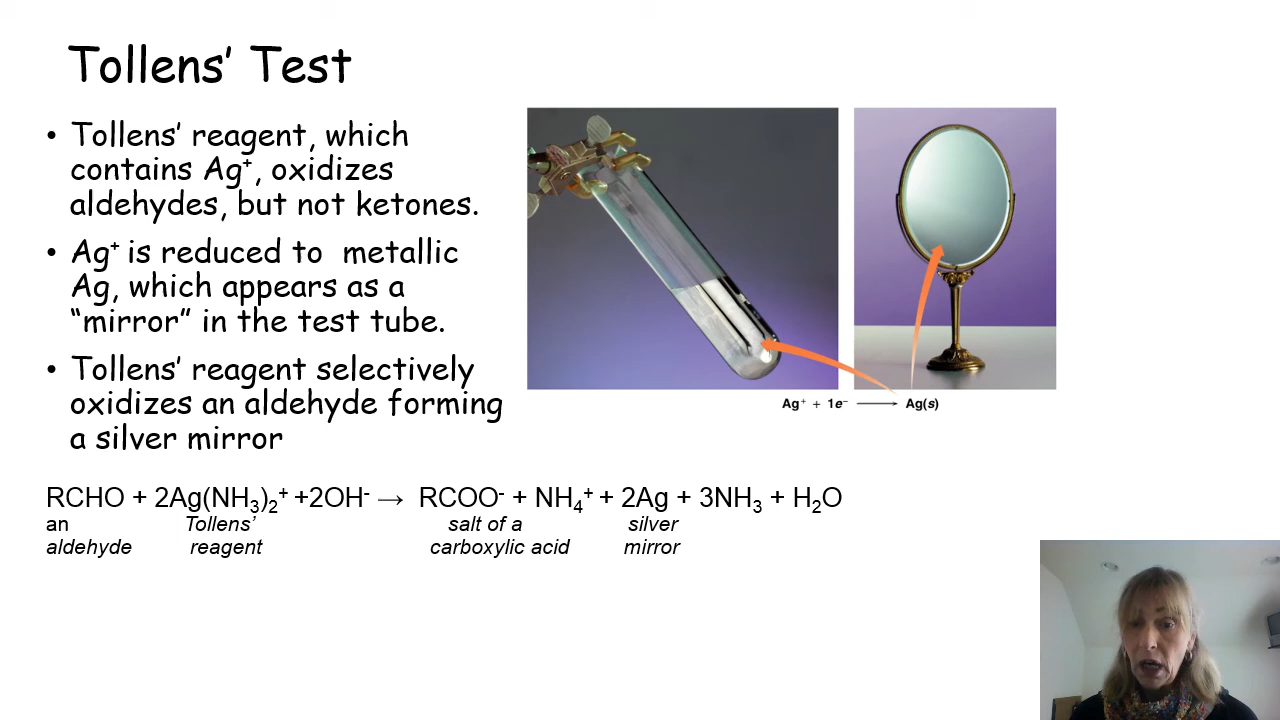 Tollens’ Test
• Tollens’ reagent, which
contains Ag⁺, oxidizes
aldehydes, but not ketones.
• Ag⁺ is reduced to  metallic
Ag, which appears as a
“mirror” in the test tube.
• Tollens’ reagent selectively
oxidizes an aldehyde forming
a silver mirror
Ag⁺ + 1e⁻ ⟶ Ag(s)
RCHO + 2Ag(NH₃)₂⁺ +2OH⁻ → RCOO⁻ + NH₄⁺ + 2Ag + 3NH₃ + H₂O
an Tollens’ salt of a silver
aldehyde reagent carboxylic acid mirror